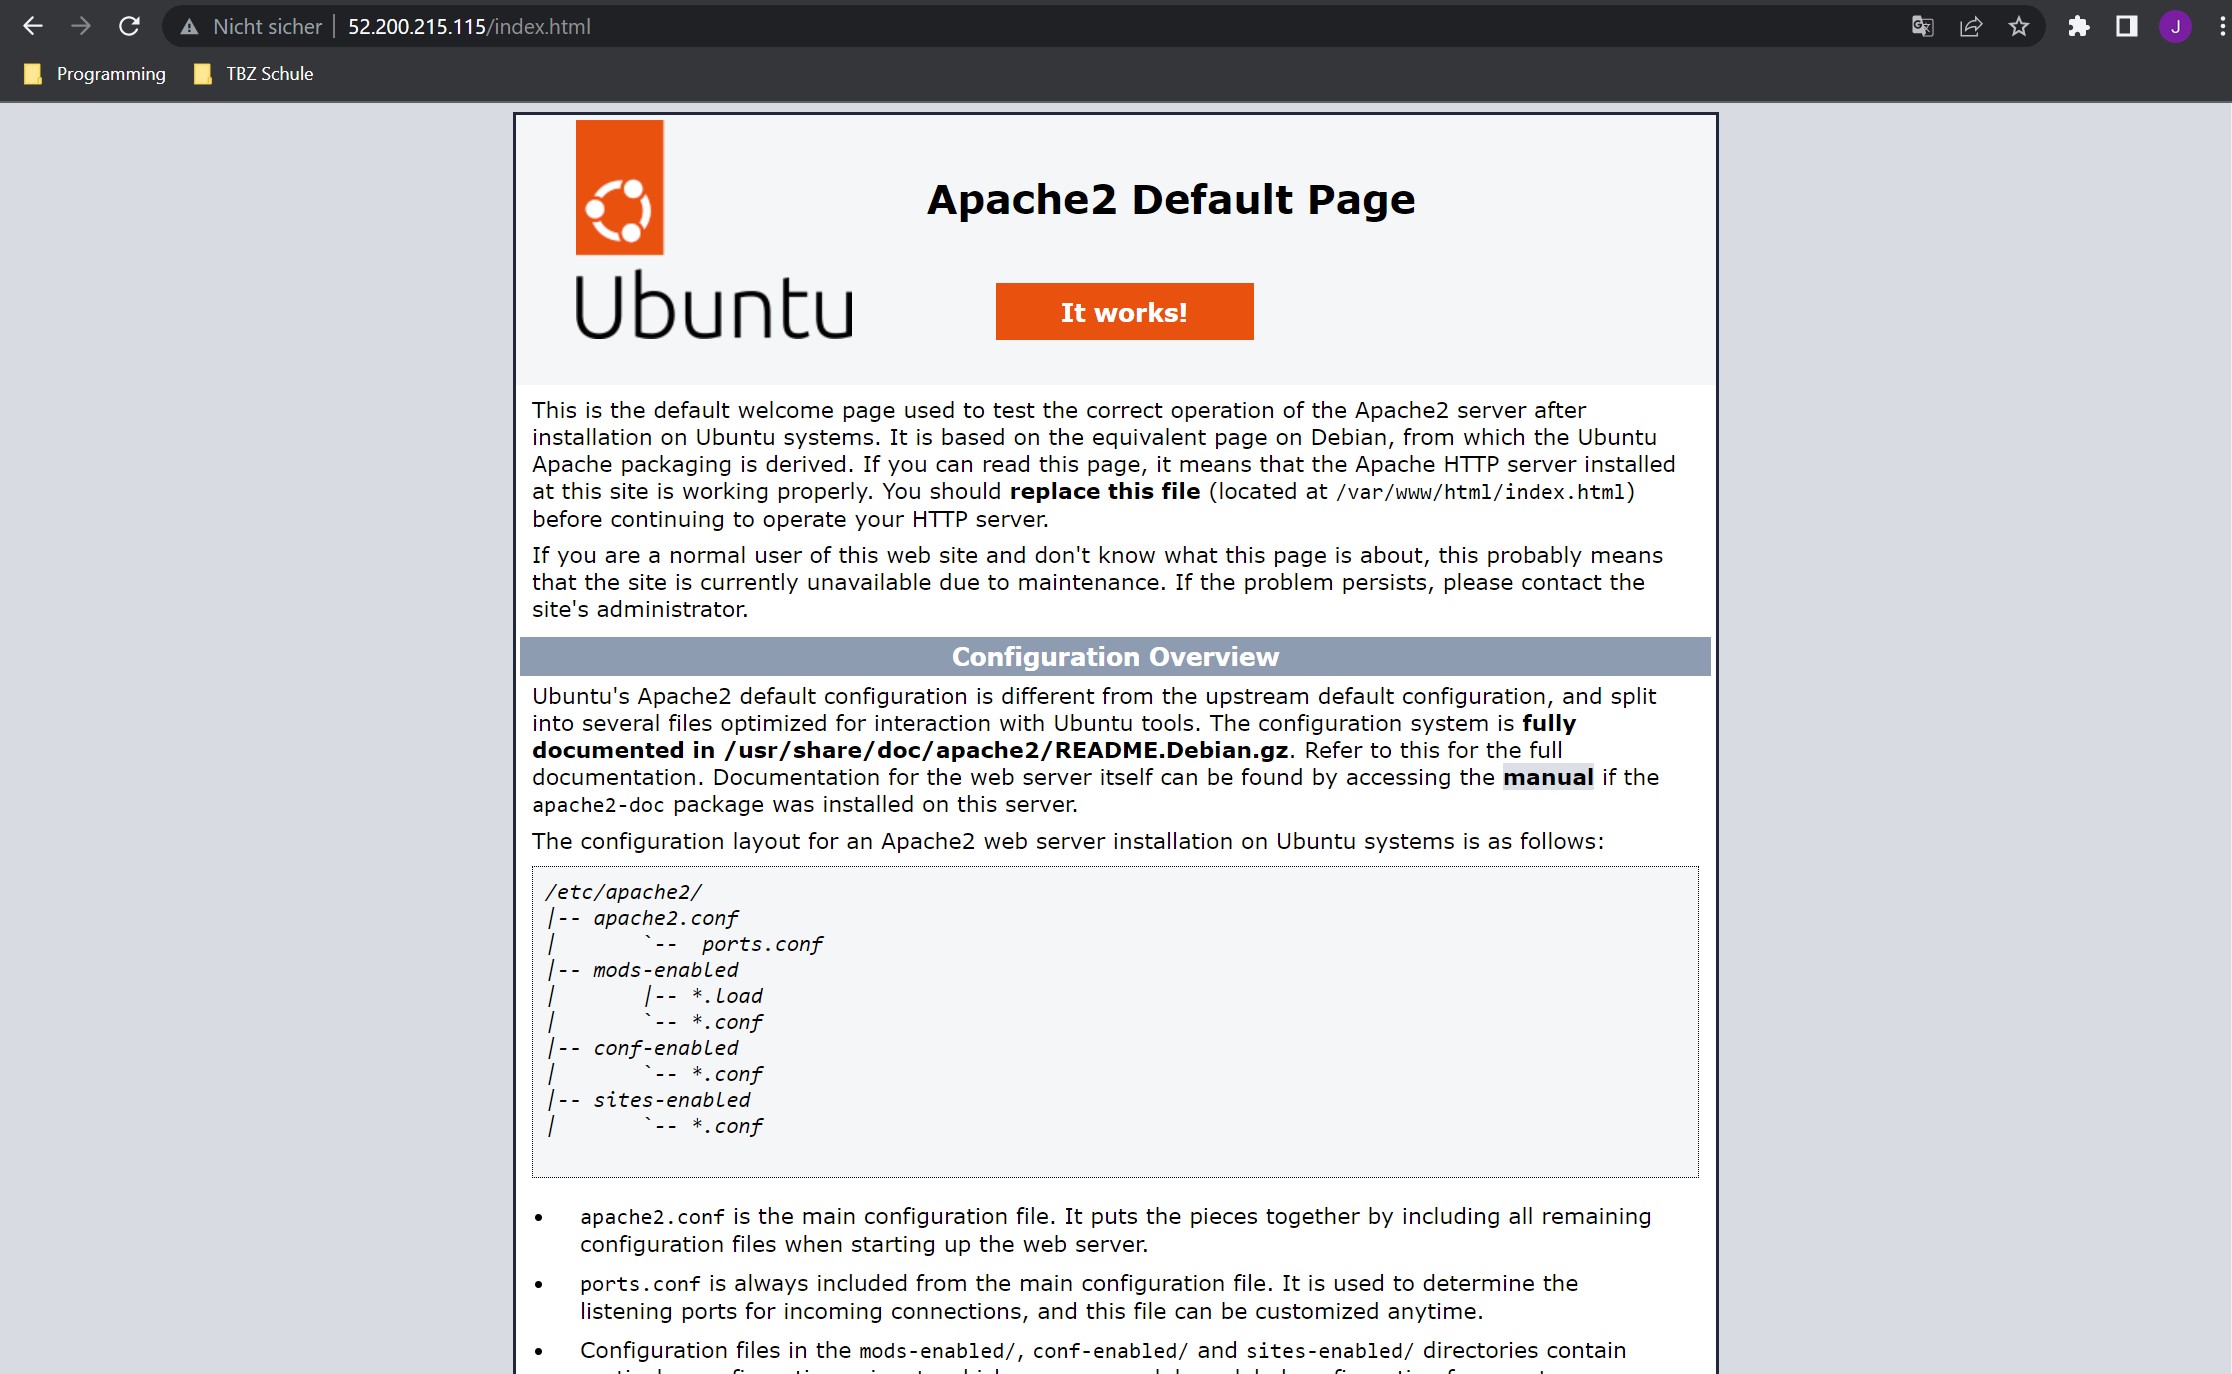 Nicht sicher | 52.200.215.115/index.html
J
Programming TBZ Schule
Apache2 Default Page
Ubuntu
It works!
This is the default welcome page used to test the correct operation of the Apache2 server after
installation on Ubuntu systems. It is based on the equivalent page on Debian, from which the Ubuntu
Apache packaging is derived. If you can read this page, it means that the Apache HTTP server installed
at this site is working properly. You should replace this file (located at /var/www/html/index.html)
before continuing to operate your HTTP server.
If you are a normal user of this web site and don't know what this page is about, this probably means
that the site is currently unavailable due to maintenance. If the problem persists, please contact the
site's administrator.
Configuration Overview
Ubuntu's Apache2 default configuration is different from the upstream default configuration, and split
into several files optimized for interaction with Ubuntu tools. The configuration system is fully
documented in /usr/share/doc/apache2/README.Debian.gz. Refer to this for the full
documentation. Documentation for the web server itself can be found by accessing the manual if the
apache2-doc package was installed on this server.
The configuration layout for an Apache2 web server installation on Ubuntu systems is as follows:
/etc/apache2/
|-- apache2.conf
|       `--  ports.conf
|-- mods-enabled
|       |-- *.load
|       `-- *.conf
|-- conf-enabled
|       `-- *.conf
|-- sites-enabled
|       `-- *.conf
• apache2.conf is the main configuration file. It puts the pieces together by including all remaining
configuration files when starting up the web server.
• ports.conf is always included from the main configuration file. It is used to determine the
listening ports for incoming connections, and this file can be customized anytime.
• Configuration files in the mods-enabled/, conf-enabled/ and sites-enabled/ directories contain